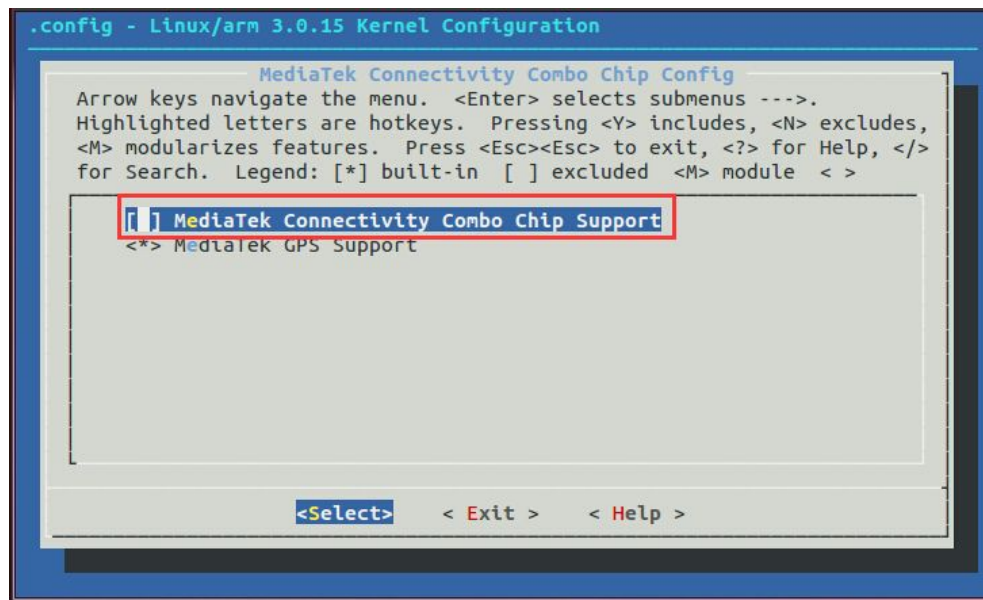 .config - Linux/arm 3.0.15 Kernel Configuration
MediaTek Connectivity Combo Chip Config
Arrow keys navigate the menu.  <Enter> selects submenus --->.
Highlighted letters are hotkeys.  Pressing <Y> includes, <N> excludes,
<M> modularizes features.  Press <Esc><Esc> to exit, <?> for Help, </>
for Search.  Legend: [*] built-in  [ ] excluded  <M> module  < >
[ ] MediaTek Connectivity Combo Chip Support
<*> MediaTek GPS Support
<Select>    < Exit >    < Help >